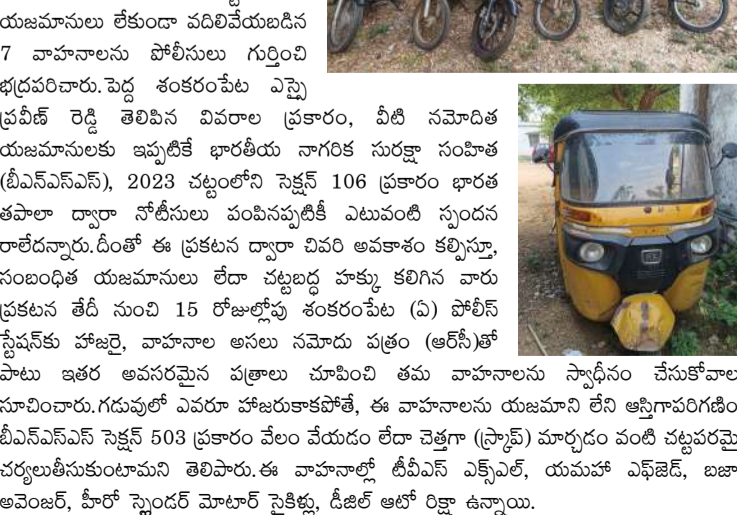 యజమానులు లేకుండా వదిలివేయబడిన
7 వాహనాలను పోలీసులు గుర్తించి
భద్రపరిచారు.పెద్ద శంకరంపేట ఎస్సై
ప్రవీణ్ రెడ్డి తెలిపిన వివరాల ప్రకారం, వీటి నమోదిత
యజమానులకు ఇప్పటికే భారతీయ నాగరిక సురక్షా సంహిత
(బీఎన్ఎస్ఎస్), 2023 చట్టంలోని సెక్షన్ 106 ప్రకారం భారత
తపాలా ద్వారా నోటీసులు పంపినప్పటికీ ఎటువంటి స్పందన
రాలేదన్నారు.దీంతో ఈ ప్రకటన ద్వారా చివరి అవకాశం కల్పిస్తూ,
సంబంధిత యజమానులు లేదా చట్టబద్ధ హక్కు కలిగిన వారు
ప్రకటన తేదీ నుంచి 15 రోజుల్లోపు శంకరంపేట (ఏ) పోలీస్
స్టేషన్‌కు హాజరై, వాహనాల అసలు నమోదు పత్రం (ఆర్‌సీ)తో
పాటు ఇతర అవసరమైన పత్రాలు చూపించి తమ వాహనాలను స్వాధీనం చేసుకోవాల
సూచించారు.గడువులో ఎవరూ హాజరుకాకపోతే, ఈ వాహనాలను యజమాని లేని ఆస్తిగాపరిగణిం
బీఎన్ఎస్ఎస్ సెక్షన్ 503 ప్రకారం వేలం వేయడం లేదా చెత్తగా (స్క్రాప్) మార్చడం వంటి చట్టపరమై
చర్యలుతీసుకుంటామని తెలిపారు.ఈ వాహనాల్లో టీవీఎస్ ఎక్స్‌ఎల్, యమహా ఎఫ్‌జెడ్, బజా
అవెంజర్, హీరో స్ప్లెండర్ మోటార్ సైకిళ్లు, డీజిల్ ఆటో రిక్షా ఉన్నాయి.